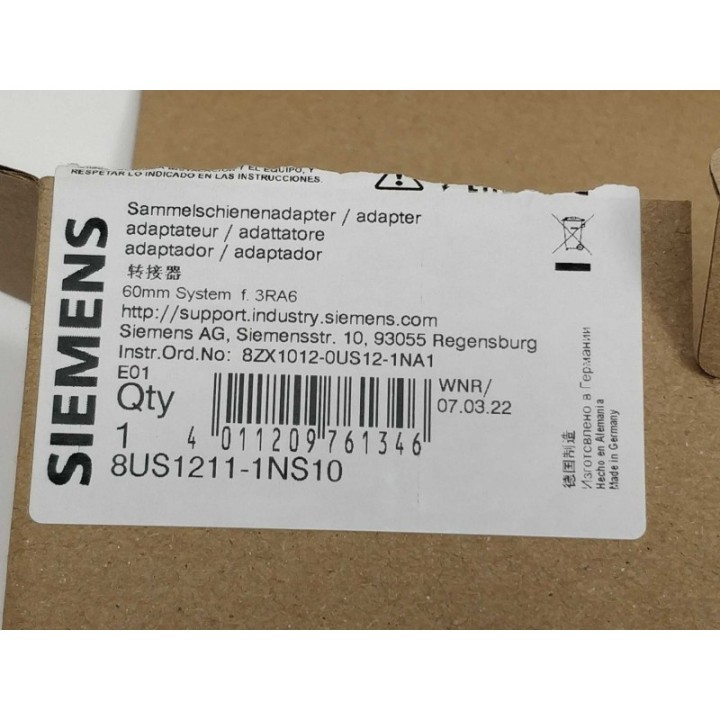 RESPETAR LO INDICADO EN LAS INSTRUCCIONES.
SIEMENS
Sammelschienenadapter / adapter
adaptateur / adattatore
adaptador / adaptador
转接器
60mm System f. 3RA6
http://support.industry.siemens.com
Siemens AG, Siemensstr. 10, 93055 Regensburg
Instr.Ord.No: 8ZX1012-0US12-1NA1
E01
Qty
1
4 011209 761346
WNR/
07.03.22
8US1211-1NS10
德国制造
Изготовлено в Германии
Hecho en Alemania
Made in Germany